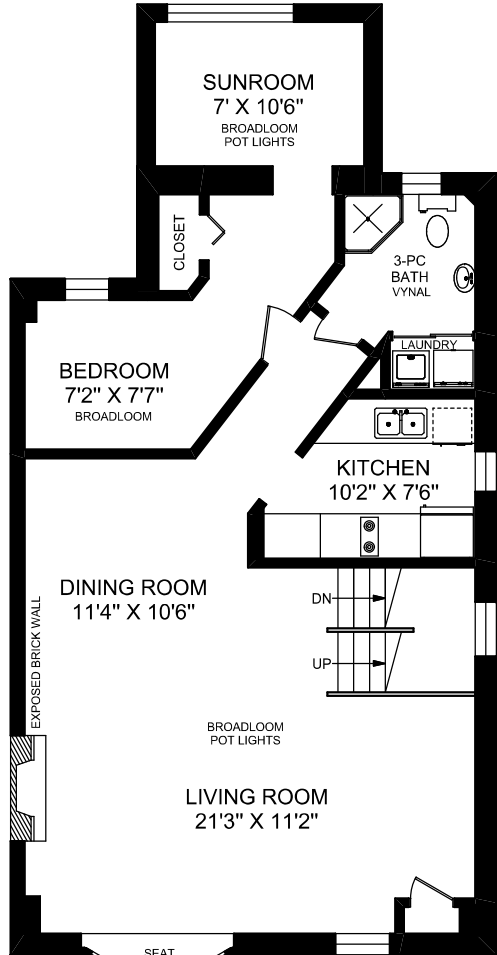 SUNROOM
7' X 10'6"
BROADLOOM
POT LIGHTS
CLOSET
3-PC
BATH
VYNAL
LAUNDRY
BEDROOM
7'2" X 7'7"
BROADLOOM
KITCHEN
10'2" X 7'6"
DINING ROOM
11'4" X 10'6"
DN
UP
EXPOSED BRICK WALL
BROADLOOM
POT LIGHTS
LIVING ROOM
21'3" X 11'2"
SEAT